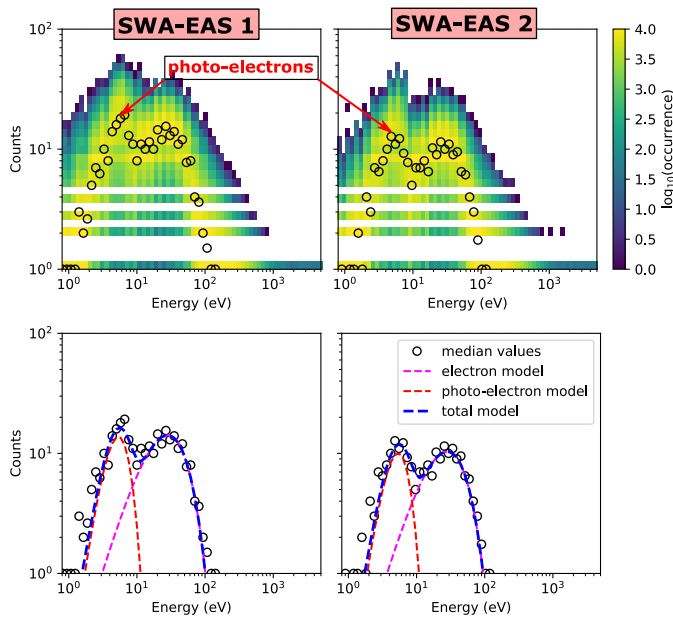 SWA-EAS 1
SWA-EAS 2
photo-electrons
10²
10¹
10⁰
Counts
10⁰ 10¹ 10² 10³
Energy (eV)
10⁰ 10¹ 10² 10³
Energy (eV)
4.0
3.5
3.0
2.5
2.0
1.5
1.0
0.5
0.0
log₁₀(occurrence)
10²
10¹
10⁰
Counts
10⁰ 10¹ 10² 10³
Energy (eV)
median values
electron model
photo-electron model
total model
10⁰ 10¹ 10² 10³
Energy (eV)